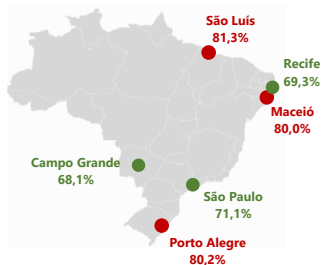 São Luís
81,3%
Recife
69,3%
Maceió
80,0%
Campo Grande
68,1%
São Paulo
71,1%
Porto Alegre
80,2%